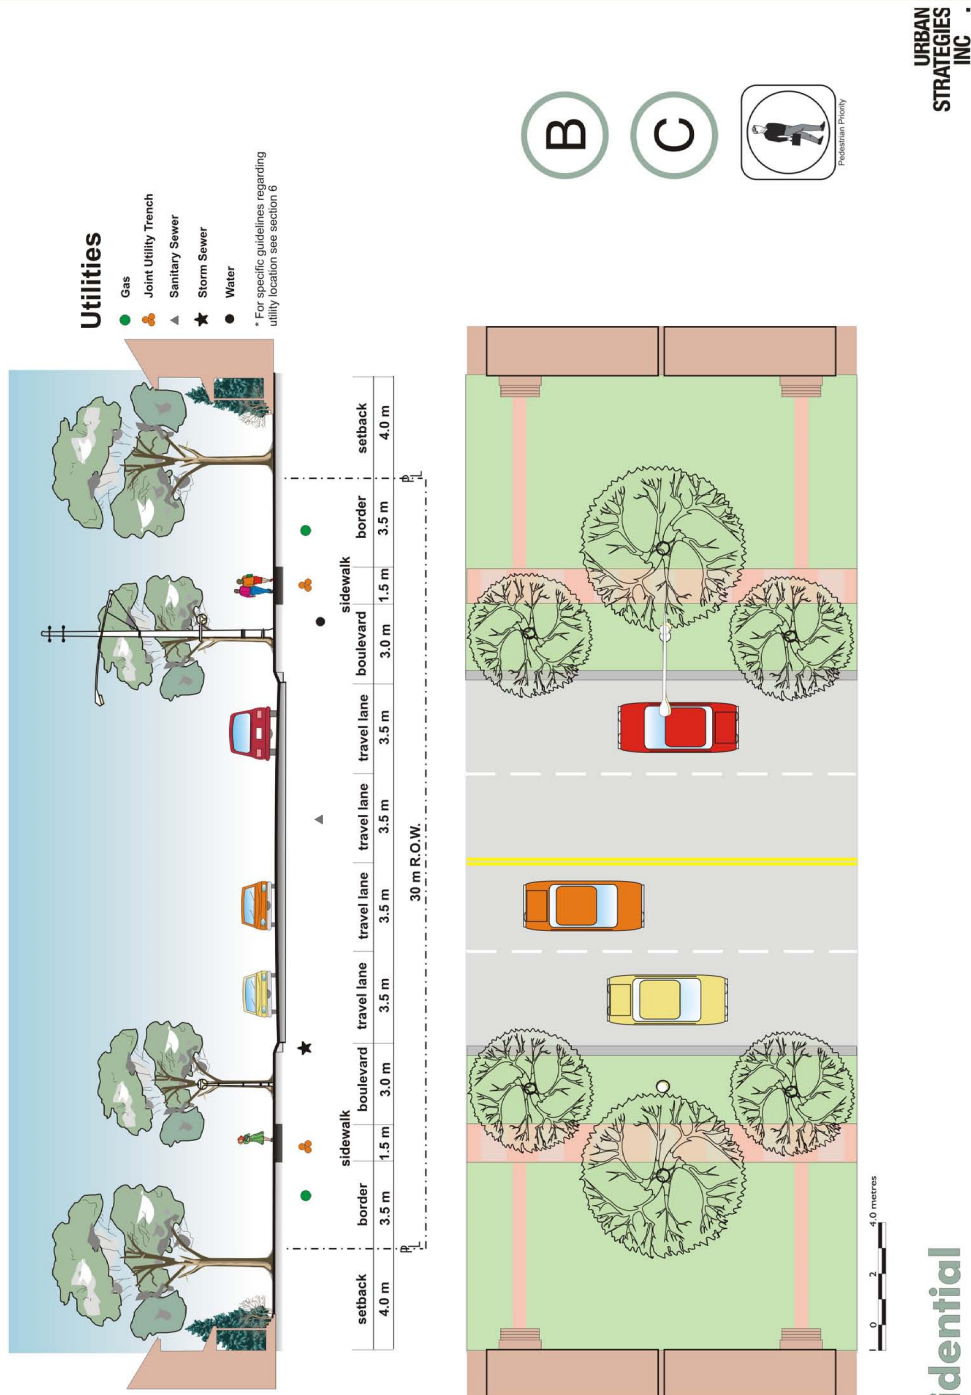 URBAN
STRATEGIES
INC .
Utilities
Gas
Joint Utility Trench
Sanitary Sewer
Storm Sewer
Water
* For specific guidelines regarding
utility location see section 6
B
C
Pedestrian Priority
sidewalk sidewalk
setback border boulevard travel lane travel lane travel lane travel lane boulevard border setback
4.0 m 3.5 m 1.5 m 3.0 m 3.5 m 3.5 m 3.5 m 3.5 m 3.0 m 1.5 m 3.5 m 4.0 m
PL 30 m R.O.W. PL
0 2 4.0 metres
idential